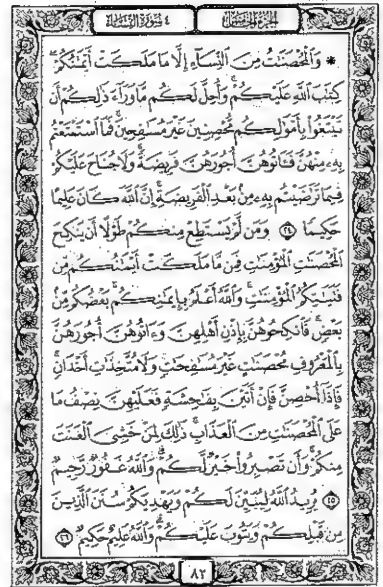 الجزء الخامس ٤ سورة النساء
* وَالْمُحْصَنَاتُ مِنَ النِّسَاءِ إِلَّا مَا مَلَكَتْ أَيْمَانُكُمْ
كِتَابَ اللَّهِ عَلَيْكُمْ وَأُحِلَّ لَكُم مَّا وَرَاءَ ذَٰلِكُمْ أَن
تَبْتَغُوا بِأَمْوَالِكُم مُّحْصِنِينَ غَيْرَ مُسَافِحِينَ فَمَا اسْتَمْتَعْتُم
بِهِ مِنْهُنَّ فَآتُوهُنَّ أُجُورَهُنَّ فَرِيضَةً وَلَا جُنَاحَ عَلَيْكُمْ
فِيمَا تَرَاضَيْتُم بِهِ مِن بَعْدِ الْفَرِيضَةِ إِنَّ اللَّهَ كَانَ عَلِيمًا
حَكِيمًا ٢٤ وَمَن لَّمْ يَسْتَطِعْ مِنكُمْ طَوْلًا أَن يَنكِحَ
الْمُحْصَنَاتِ الْمُؤْمِنَاتِ فَمِن مَّا مَلَكَتْ أَيْمَانُكُم مِّن
فَتَيَاتِكُمُ الْمُؤْمِنَاتِ وَاللَّهُ أَعْلَمُ بِإِيمَانِكُم بَعْضُكُم مِّن
بَعْضٍ فَانكِحُوهُنَّ بِإِذْنِ أَهْلِهِنَّ وَآتُوهُنَّ أُجُورَهُنَّ
بِالْمَعْرُوفِ مُحْصَنَاتٍ غَيْرَ مُسَافِحَاتٍ وَلَا مُتَّخِذَاتِ أَخْدَانٍ
فَإِذَا أُحْصِنَّ فَإِنْ أَتَيْنَ بِفَاحِشَةٍ فَعَلَيْهِنَّ نِصْفُ مَا
عَلَى الْمُحْصَنَاتِ مِنَ الْعَذَابِ ذَٰلِكَ لِمَنْ خَشِيَ الْعَنَتَ
مِنكُمْ وَأَن تَصْبِرُوا خَيْرٌ لَّكُمْ وَاللَّهُ غَفُورٌ رَّحِيمٌ
٢٥ يُرِيدُ اللَّهُ لِيُبَيِّنَ لَكُمْ وَيَهْدِيَكُمْ سُنَنَ الَّذِينَ
مِن قَبْلِكُمْ وَيَتُوبَ عَلَيْكُمْ وَاللَّهُ عَلِيمٌ حَكِيمٌ ٢٦
٨٢